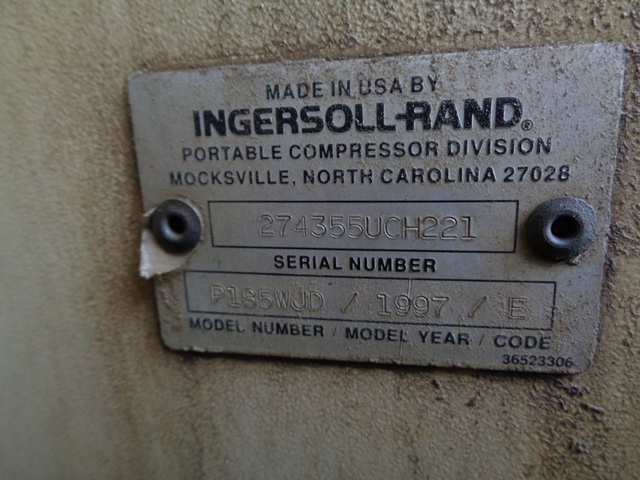 MADE IN USA BY
INGERSOLL-RAND®
PORTABLE COMPRESSOR DIVISION
MOCKSVILLE, NORTH CAROLINA 27028
274355UCH221
SERIAL NUMBER
P185WJD / 1997 / E
MODEL NUMBER / MODEL YEAR / CODE
36523306